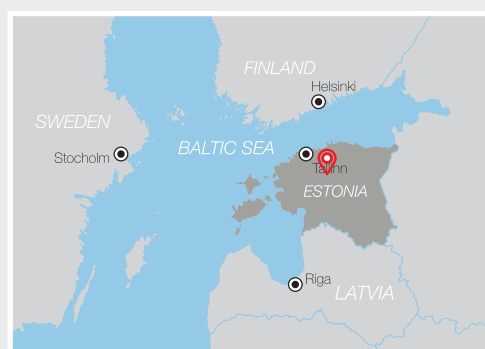 FINLAND
Helsinki
SWEDEN
BALTIC SEA
Stocholm
Tallinn
ESTONIA
Riga
LATVIA